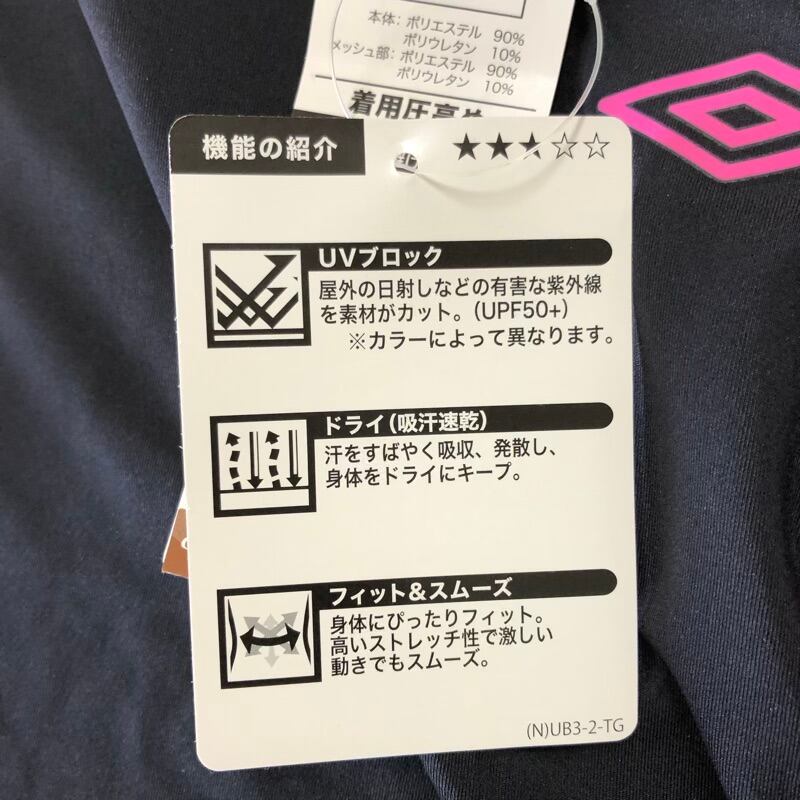 本体: ポリエステル 90%
ポリウレタン 10%
メッシュ部: ポリエステル 90%
ポリウレタン 10%
着用圧高め
機能の紹介 ★★★☆☆
UVブロック
屋外の日射しなどの有害な紫外線
を素材がカット。(UPF50+)
※カラーによって異なります。
ドライ(吸汗速乾)
汗をすばやく吸収、発散し、
身体をドライにキープ。
フィット&スムーズ
身体にぴったりフィット。
高いストレッチ性で激しい
動きでもスムーズ。
(N)UB3-2-TG